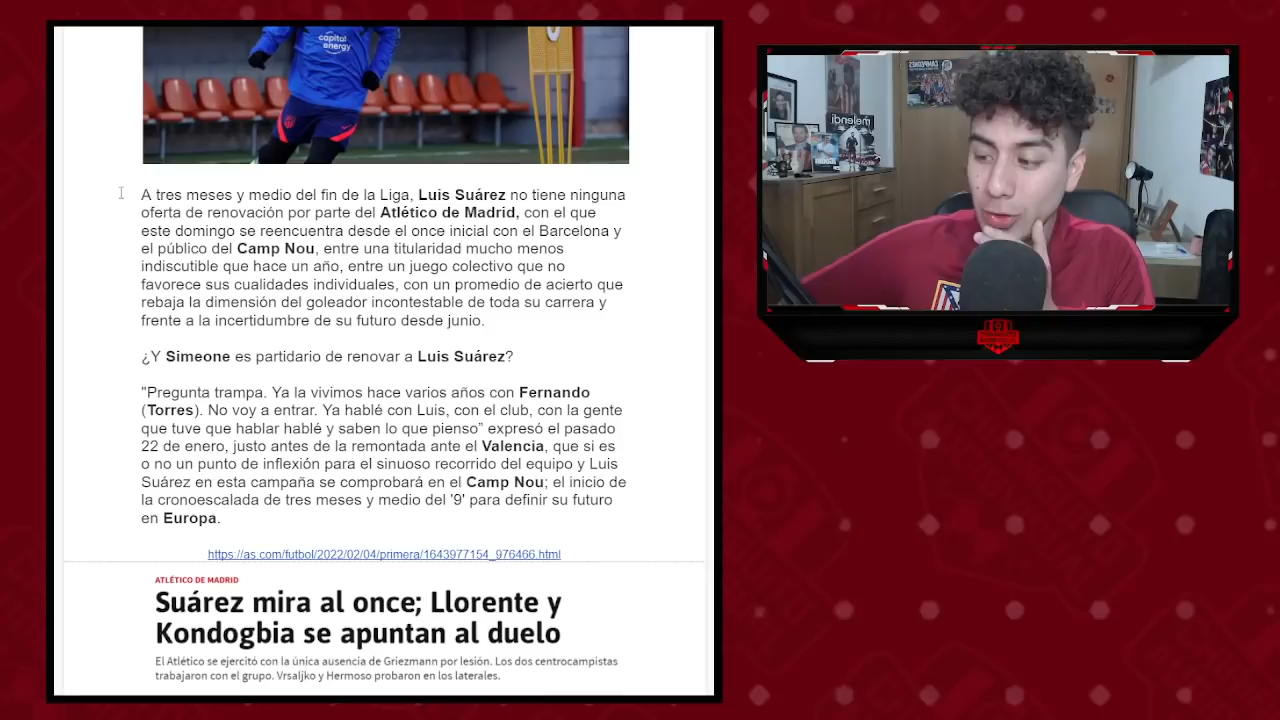 capital
energy
A tres meses y medio del fin de la Liga, Luis Suárez no tiene ninguna
oferta de renovación por parte del Atlético de Madrid, con el que
este domingo se reencuentra desde el once inicial con el Barcelona y
el público del Camp Nou, entre una titularidad mucho menos
indiscutible que hace un año, entre un juego colectivo que no
favorece sus cualidades individuales, con un promedio de acierto que
rebaja la dimensión del goleador incontestable de toda su carrera y
frente a la incertidumbre de su futuro desde junio.
¿Y Simeone es partidario de renovar a Luis Suárez?
"Pregunta trampa. Ya la vivimos hace varios años con Fernando
(Torres). No voy a entrar. Ya hablé con Luis, con el club, con la gente
que tuve que hablar hablé y saben lo que pienso” expresó el pasado
22 de enero, justo antes de la remontada ante el Valencia, que si es
o no un punto de inflexión para el sinuoso recorrido del equipo y Luis
Suárez en esta campaña se comprobará en el Camp Nou; el inicio de
la cronoescalada de tres meses y medio del '9' para definir su futuro
en Europa.
https://as.com/futbol/2022/02/04/primera/1643977154_976466.html
ATLÉTICO DE MADRID
Suárez mira al once; Llorente y
Kondogbia se apuntan al duelo
El Atlético se ejercitó con la única ausencia de Griezmann por lesión. Los dos centrocampistas
trabajaron con el grupo. Vrsaljko y Hermoso probaron en los laterales.
CAMPEONES
melendi